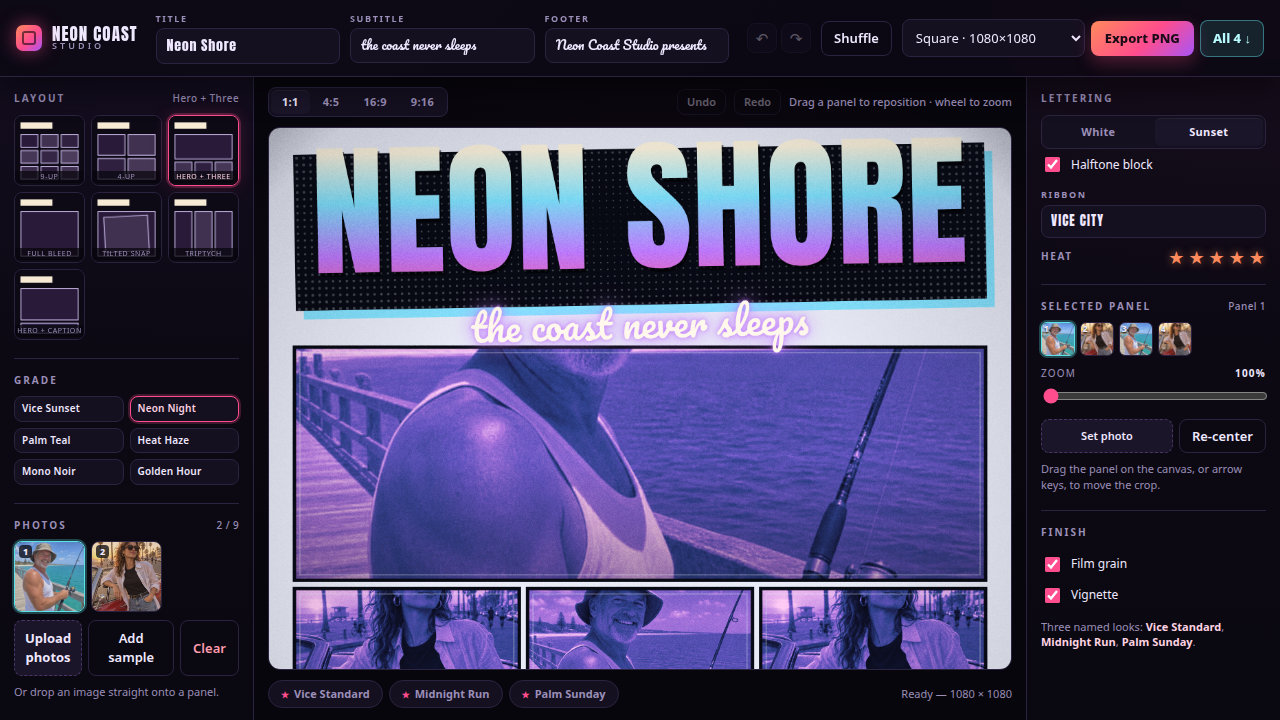 NEON COAST
STUDIO
TITLE
Neon Shore
SUBTITLE
the coast never sleeps
FOOTER
Neon Coast Studio presents
↶
↷
Shuffle
Square · 1080×1080
Export PNG
All 4 ↓
LAYOUT
Hero + Three
9-UP
4-UP
HERO + THREE
FULL BLEED
TILTED SNAP
TRIPTYCH
HERO + CAPTION
GRADE
Vice Sunset
Neon Night
Palm Teal
Heat Haze
Mono Noir
Golden Hour
PHOTOS
2 / 9
1
2
Upload photos
Add sample
Clear
Or drop an image straight onto a panel.
1:1
4:5
16:9
9:16
Undo
Redo
Drag a panel to reposition · wheel to zoom
NEON SHORE
the coast never sleeps
★ Vice Standard
★ Midnight Run
★ Palm Sunday
Ready — 1080 × 1080
LETTERING
White
Sunset
Halftone block
RIBBON
VICE CITY
HEAT
★ ★ ★ ★ ★
SELECTED PANEL
Panel 1
1
2
3
4
ZOOM
100%
Set photo
Re-center
Drag the panel on the canvas, or arrow
keys, to move the crop.
FINISH
Film grain
Vignette
Three named looks: Vice Standard,
Midnight Run, Palm Sunday.